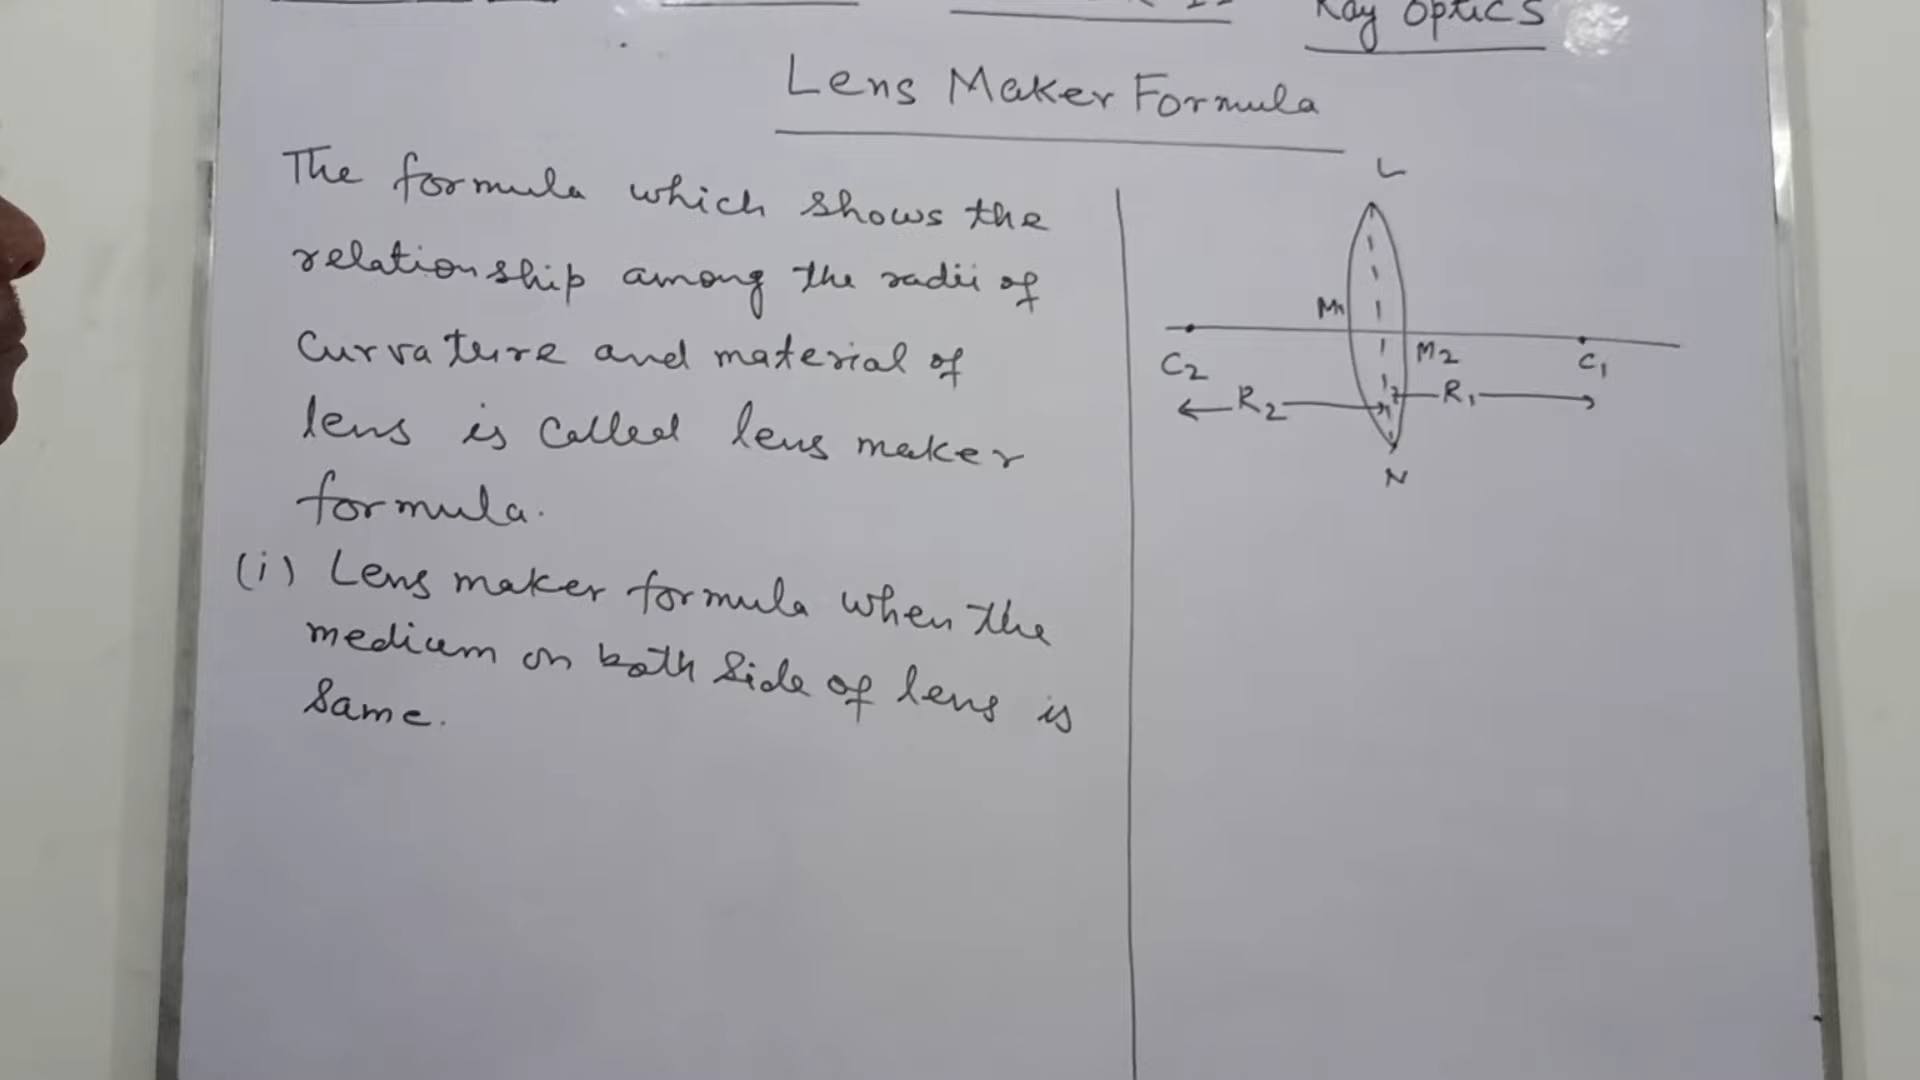 Ray Optics
Lens Maker Formula
The formula which shows the
relationship among the radii of
Curvature and material of
lens is Called lens maker
formula.
(i) Lens maker formula when the
medium on both side of lens is
Same.
L
M1
M2
C2
C1
R2
R1
N